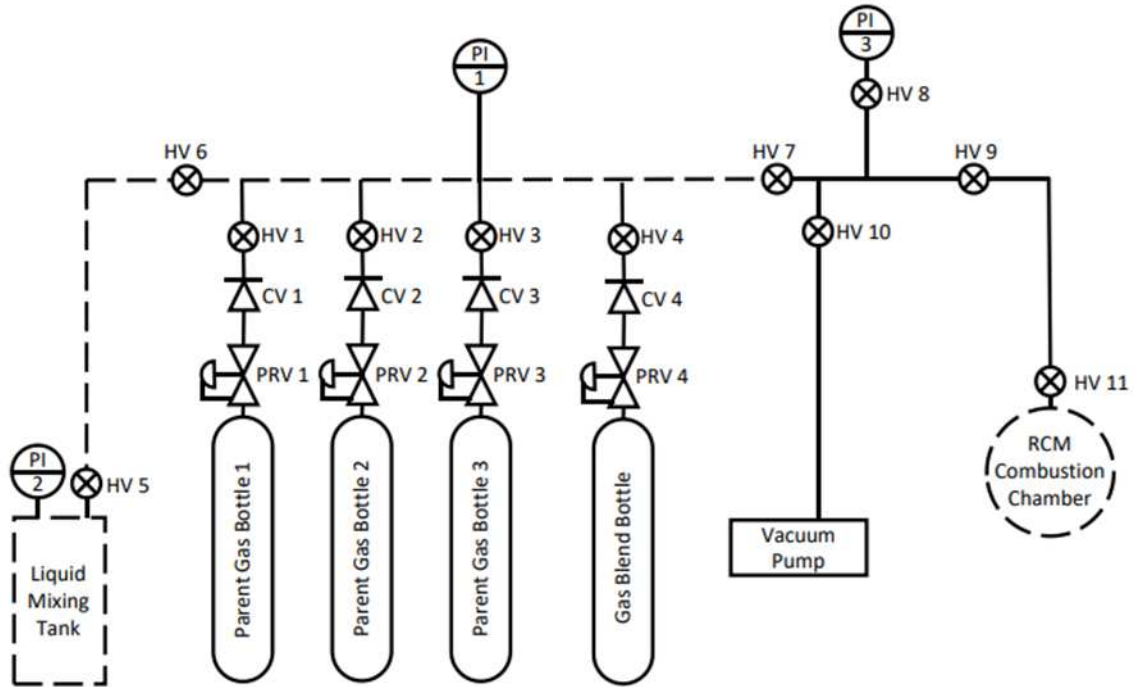 PI
3
PI
1
HV 8
HV 6
HV 7
HV 9
HV 1
HV 2
HV 3
HV 4
HV 10
CV 1
CV 2
CV 3
CV 4
PRV 1
PRV 2
PRV 3
PRV 4
HV 11
PI
2
HV 5
Liquid
Mixing
Tank
Parent Gas Bottle 1
Parent Gas Bottle 2
Parent Gas Bottle 3
Gas Blend Bottle
Vacuum
Pump
RCM
Combustion
Chamber